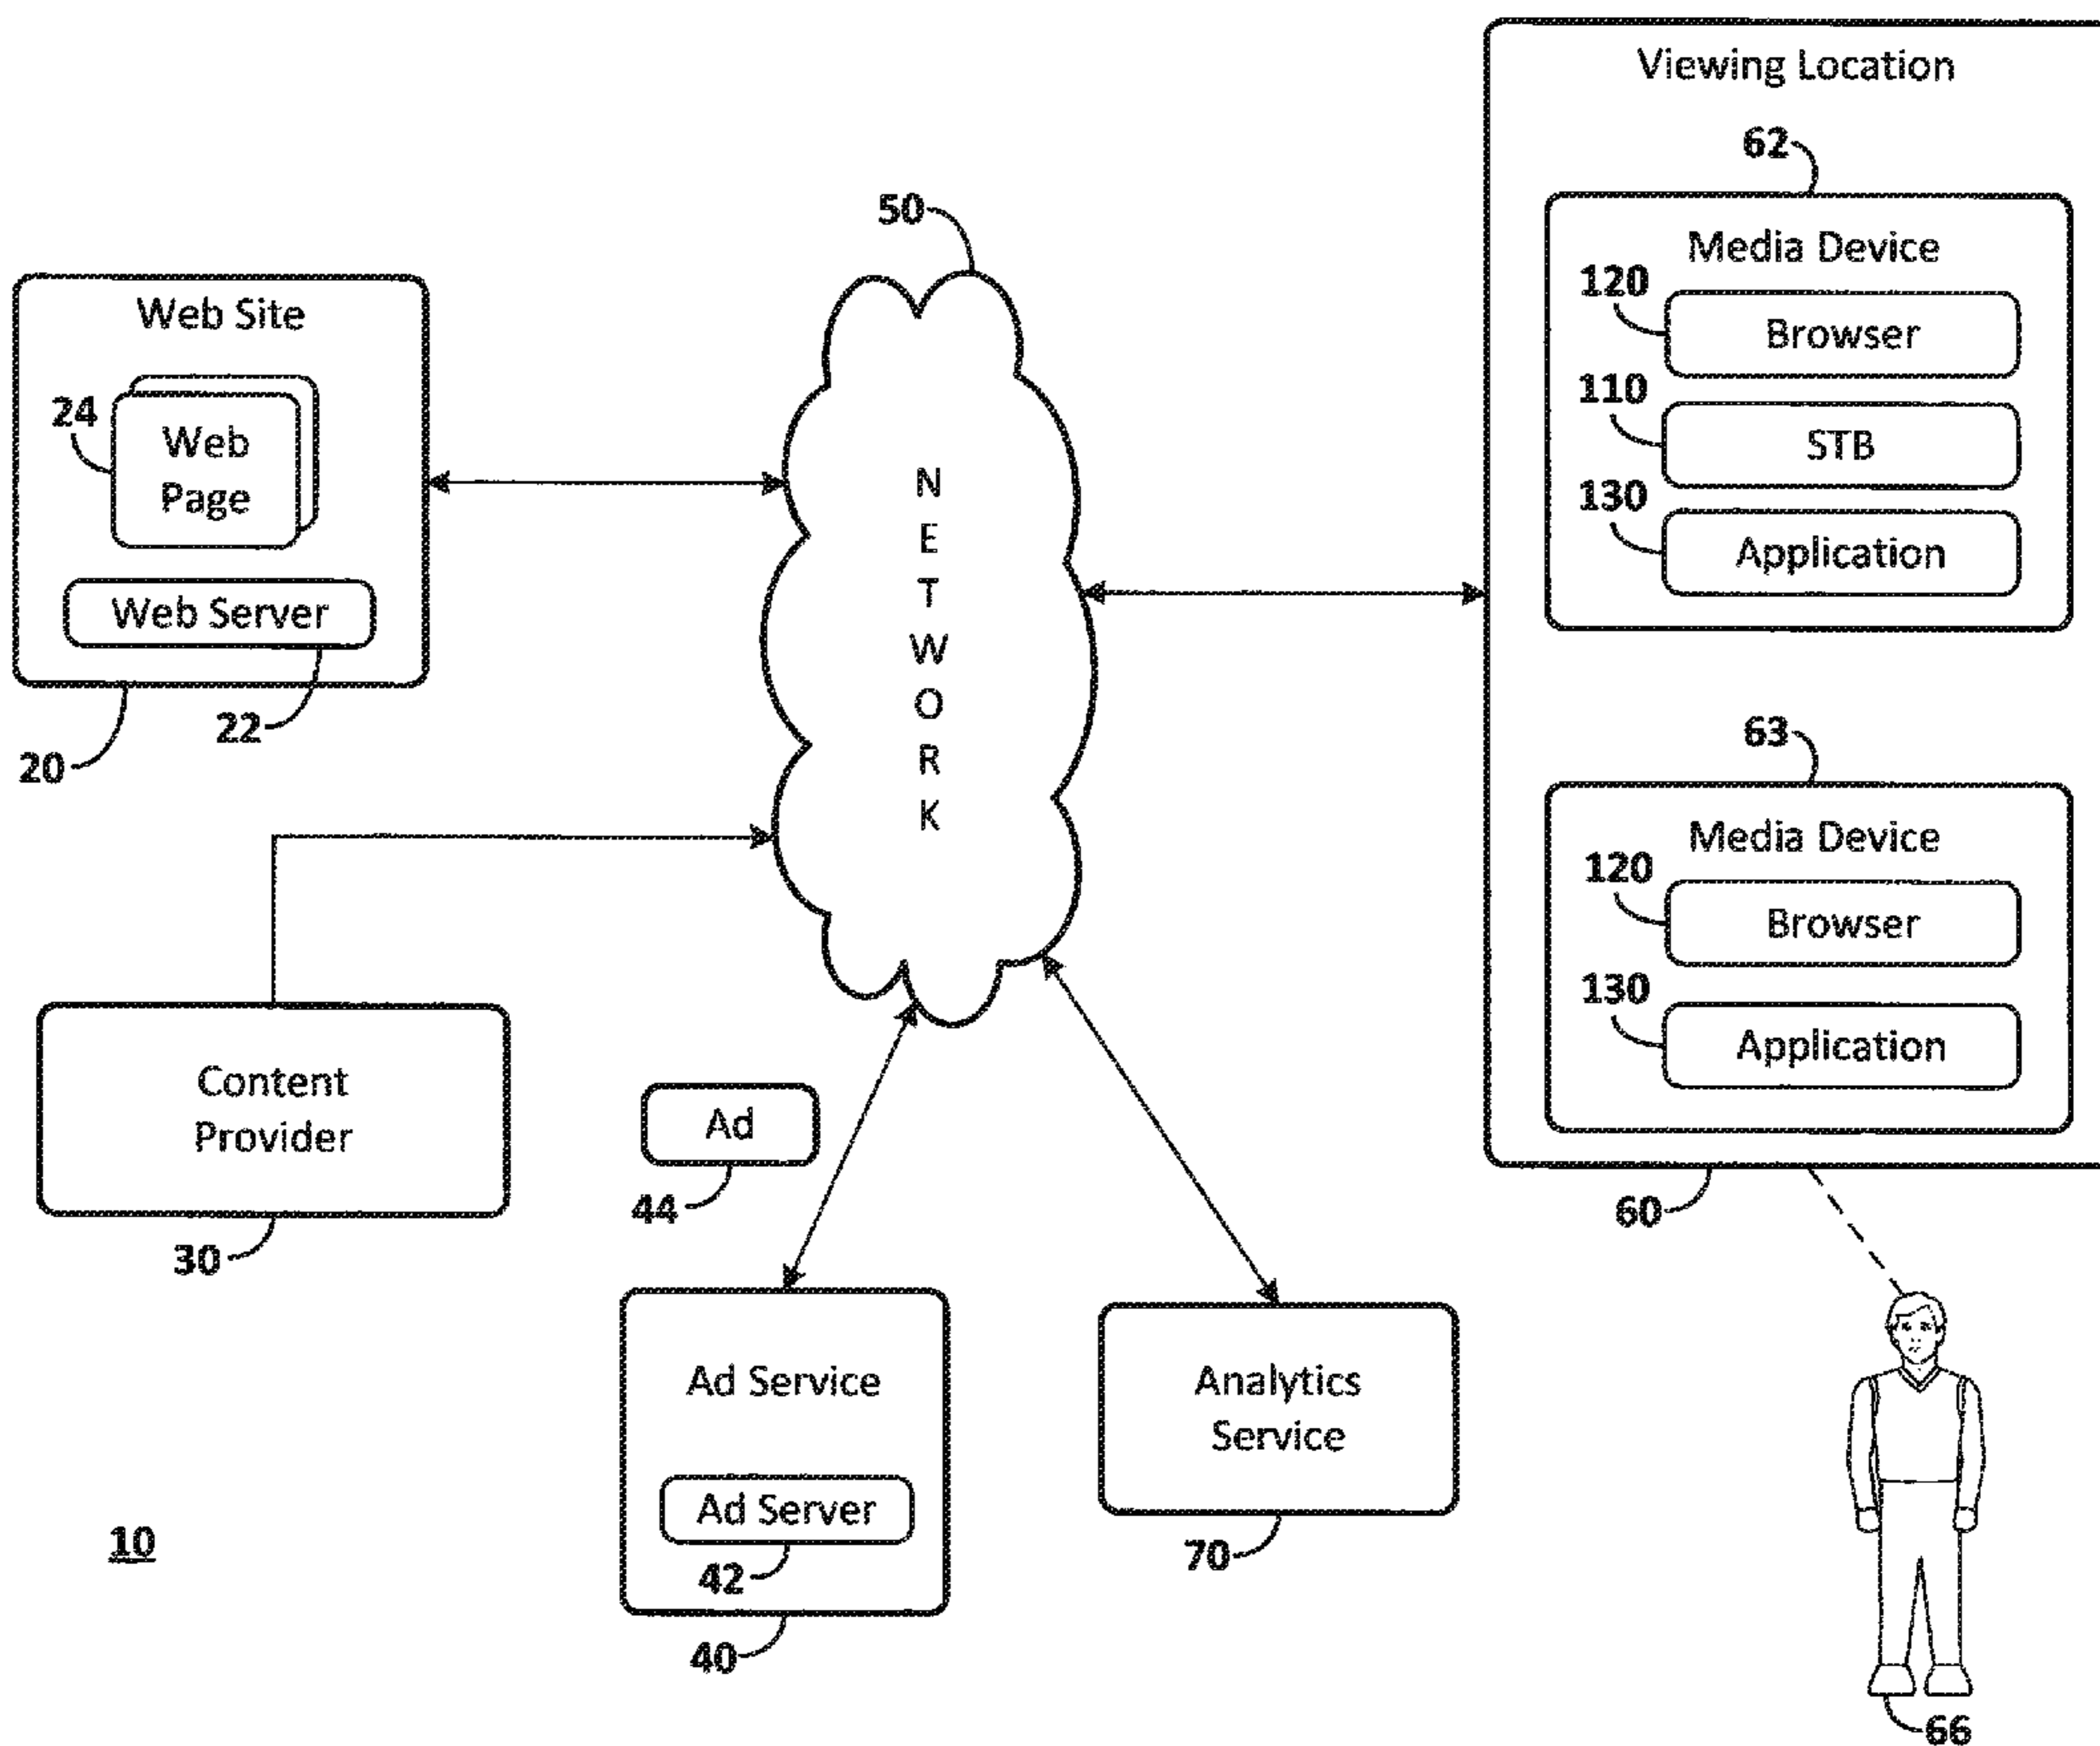 Web Site
24
Web
Page
Web Server
22
20
Content
Provider
30
10
50
N
E
T
W
O
R
K
Ad
44
Ad Service
Ad Server
42
40
Analytics
Service
70
Viewing Location
62
Media Device
120
Browser
110
STB
130
Application
63
Media Device
120
Browser
130
Application
60
66